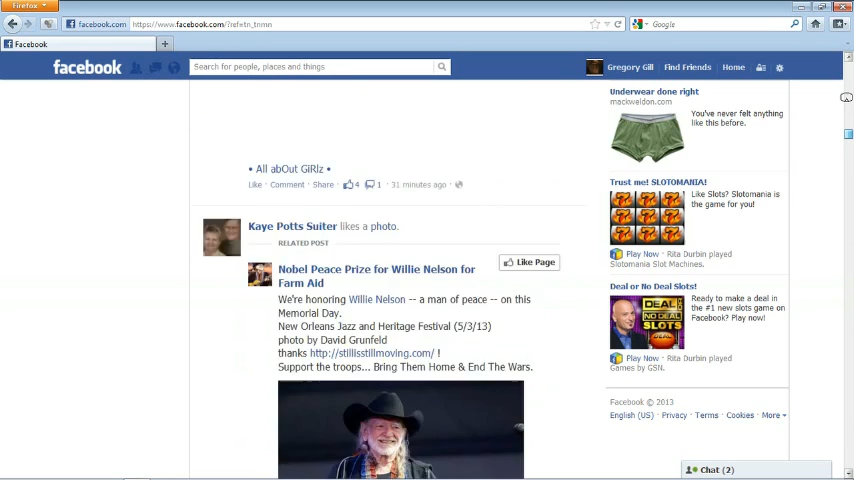 Firefox
facebook.com
https://www.facebook.com/?ref=tn_tnmn
Google
Facebook
facebook
Search for people, places and things
Gregory Gill
Find Friends
Home
• All abOut GiRlz •
Like · Comment · Share · 4 1 · 31 minutes ago ·
Kaye Potts Suiter likes a photo.
RELATED POST
Nobel Peace Prize for Willie Nelson for
Farm Aid
Like Page
We're honoring Willie Nelson -- a man of peace -- on this
Memorial Day.
New Orleans Jazz and Heritage Festival (5/3/13)
photo by David Grunfeld
thanks http://stillisstillmoving.com/ !
Support the troops... Bring Them Home & End The Wars.
Underwear done right
mackweldon.com
You've never felt anything
like this before.
Trust me! SLOTOMANIA!
Like Slots? Slotomania is
the game for you!
Play Now · Rita Durbin played
Slotomania Slot Machines.
Deal or No Deal Slots!
DEAL
NO DEAL
SLOTS
Ready to make a deal in
the #1 new slots game on
Facebook? Play now!
Play Now · Rita Durbin played
Games by GSN.
Facebook © 2013
English (US) · Privacy · Terms · Cookies · More
Chat (2)